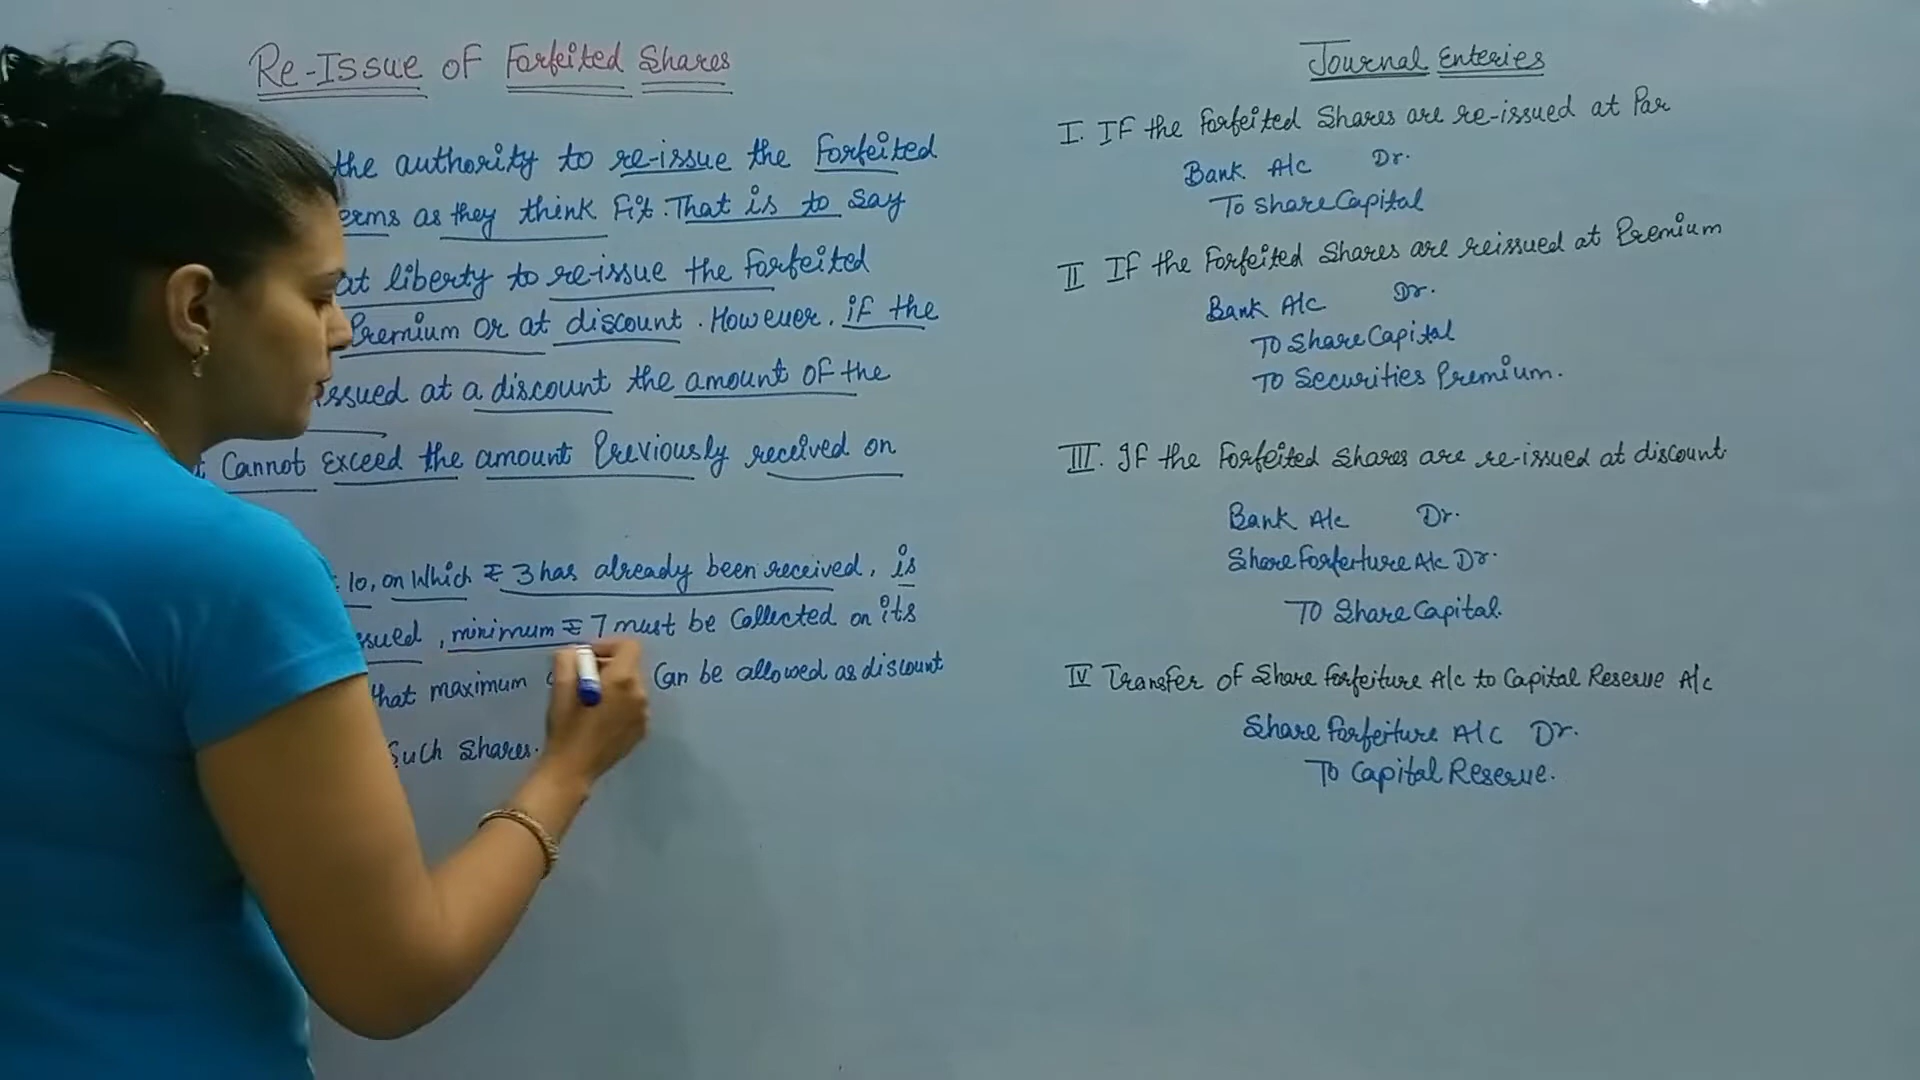 Re-Issue of Forfeited Shares
the authority to re-issue the Forfeited
erms as they think Fit. That is to say
at liberty to re-issue the Forfeited
Premium or at discount. However, if the
issued at a discount the amount of the
t Cannot Exceed the amount Previously received on
10, on which ₹ 3 has already been received, is
ssued, minimum ₹ 7 must be Collected on its
that maximum Can be allowed as discount
Such Shares.
Journal Enteries
I. IF the Forfeited Shares are re-issued at Par
Bank A/c Dr.
To Share Capital
II IF the Forfeited Shares are reissued at Premium
Bank A/c Dr.
To Share Capital
To Securities Premium.
III. IF the Forfeited Shares are re-issued at discount
Bank A/c Dr.
Share Forfeiture A/c Dr.
To Share Capital.
IV Transfer of Share forfeiture A/c to Capital Reserve A/c
Share Forfeiture A/c Dr.
To Capital Reserve.